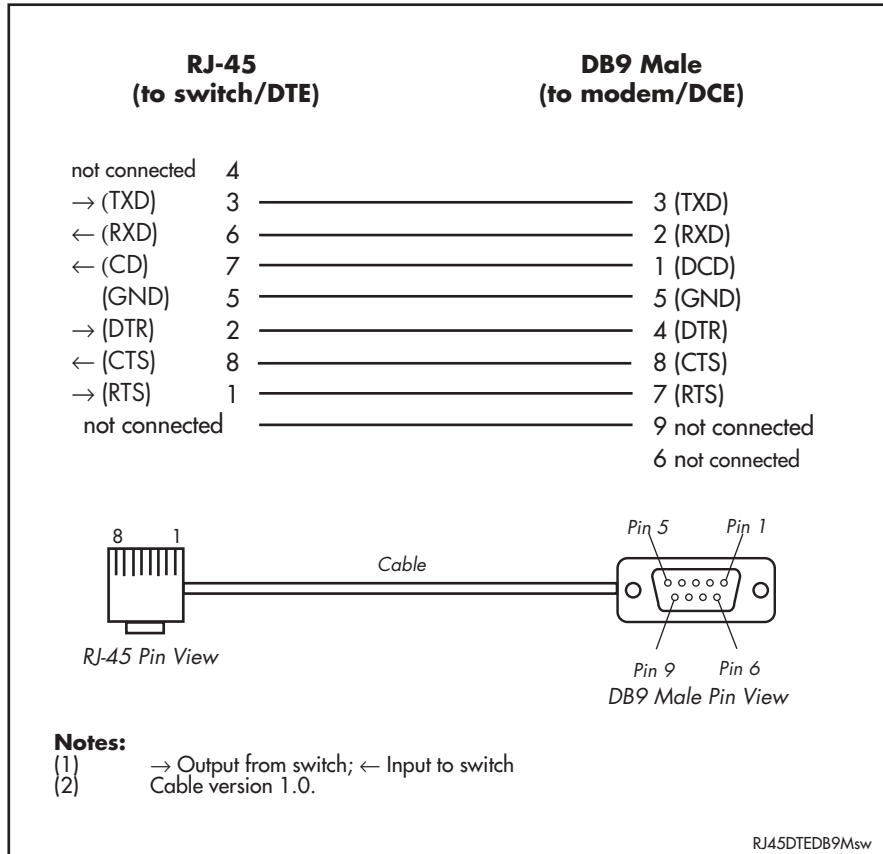 RJ-45 DB9 Male
(to switch/DTE) (to modem/DCE)
not connected 4
→ (TXD) 3 3 (TXD)
← (RXD) 6 2 (RXD)
← (CD) 7 1 (DCD)
(GND) 5 5 (GND)
→ (DTR) 2 4 (DTR)
← (CTS) 8 8 (CTS)
→ (RTS) 1 7 (RTS)
not connected 9 not connected
6 not connected
8 1
Cable
RJ-45 Pin View
Pin 5 Pin 1
Pin 9 Pin 6
DB9 Male Pin View
Notes:
(1) → Output from switch; ← Input to switch
(2) Cable version 1.0.
RJ45DTEDB9Msw